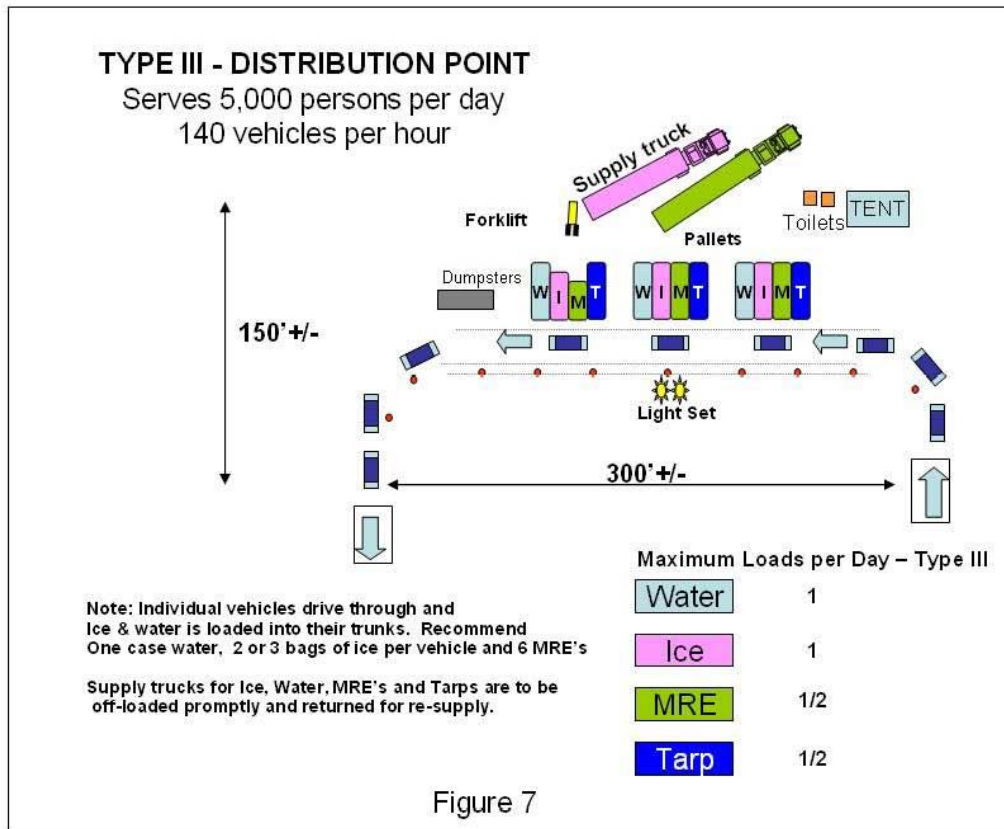 TYPE III - DISTRIBUTION POINT
Serves 5,000 persons per day
140 vehicles per hour
Supply truck
Forklift
Pallets
Toilets
TENT
Dumpsters
W I M T
W I M T
W I M T
150'+/-
Light Set
300'+/-
Maximum Loads per Day – Type III
Water 1
Ice 1
MRE 1/2
Tarp 1/2
Note: Individual vehicles drive through and
Ice & water is loaded into their trunks. Recommend
One case water, 2 or 3 bags of ice per vehicle and 6 MRE's
Supply trucks for Ice, Water, MRE's and Tarps are to be
off-loaded promptly and returned for re-supply.
Figure 7